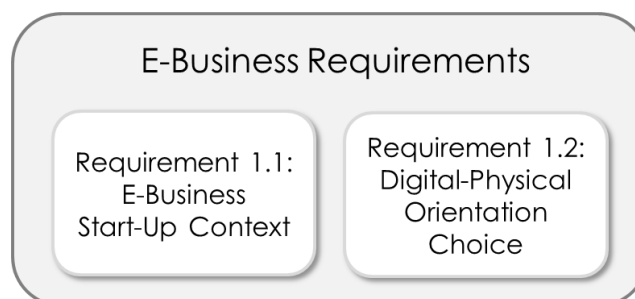 E-Business Requirements
Requirement 1.1:
E-Business
Start-Up Context
Requirement 1.2:
Digital-Physical
Orientation
Choice